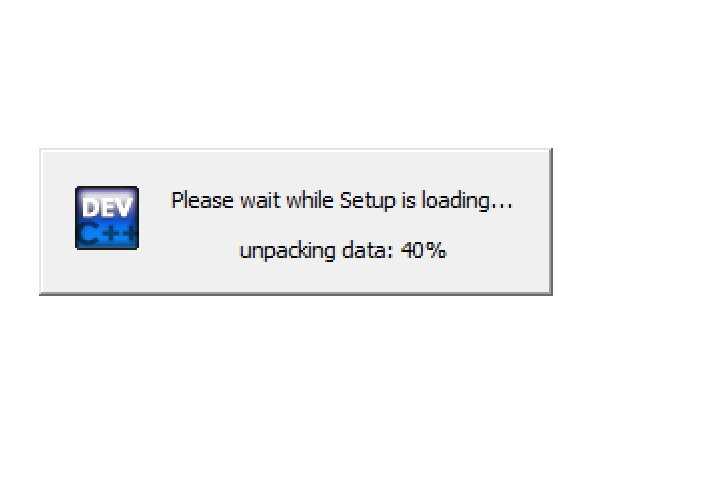 DEV
C++
Please wait while Setup is loading...
unpacking data: 40%